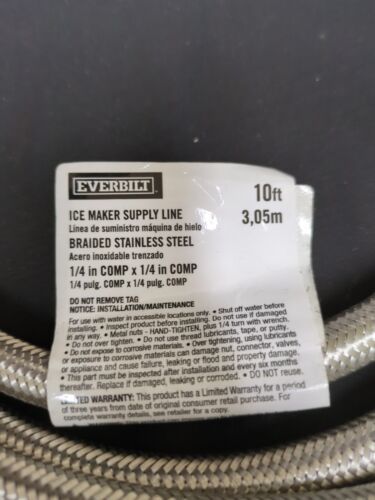 EVERBILT
10ft
ICE MAKER SUPPLY LINE
3,05m
Línea de suministro máquina de hielo
BRAIDED STAINLESS STEEL
Acero inoxidable trenzado
1/4 in COMP x 1/4 in COMP
1/4 pulg. COMP x 1/4 pulg. COMP
DO NOT REMOVE TAG
NOTICE: INSTALLATION/MAINTENANCE
For use with water in accessible locations only. • Shut off water before
installing. • Inspect product before installing. Do not use if damaged
in any way. • Metal nuts - HAND-TIGHTEN, plus 1/4 turn with wrench.
• Do not over tighten. • Do not use thread lubricants, tape, or putty.
• Do not expose to corrosive materials. • Over tightening, using lubricants
or exposure to corrosive materials can damage nut, connector, valves,
or appliance and cause failure, leaking or flood and property damage.
• This part must be inspected after installation and every six months
thereafter. Replace if damaged, leaking or corroded. • DO NOT reuse.
LIMITED WARRANTY: This product has a Limited Warranty for a period
of three years from date of original consumer retail purchase. For
complete warranty details, see retailer for a copy.